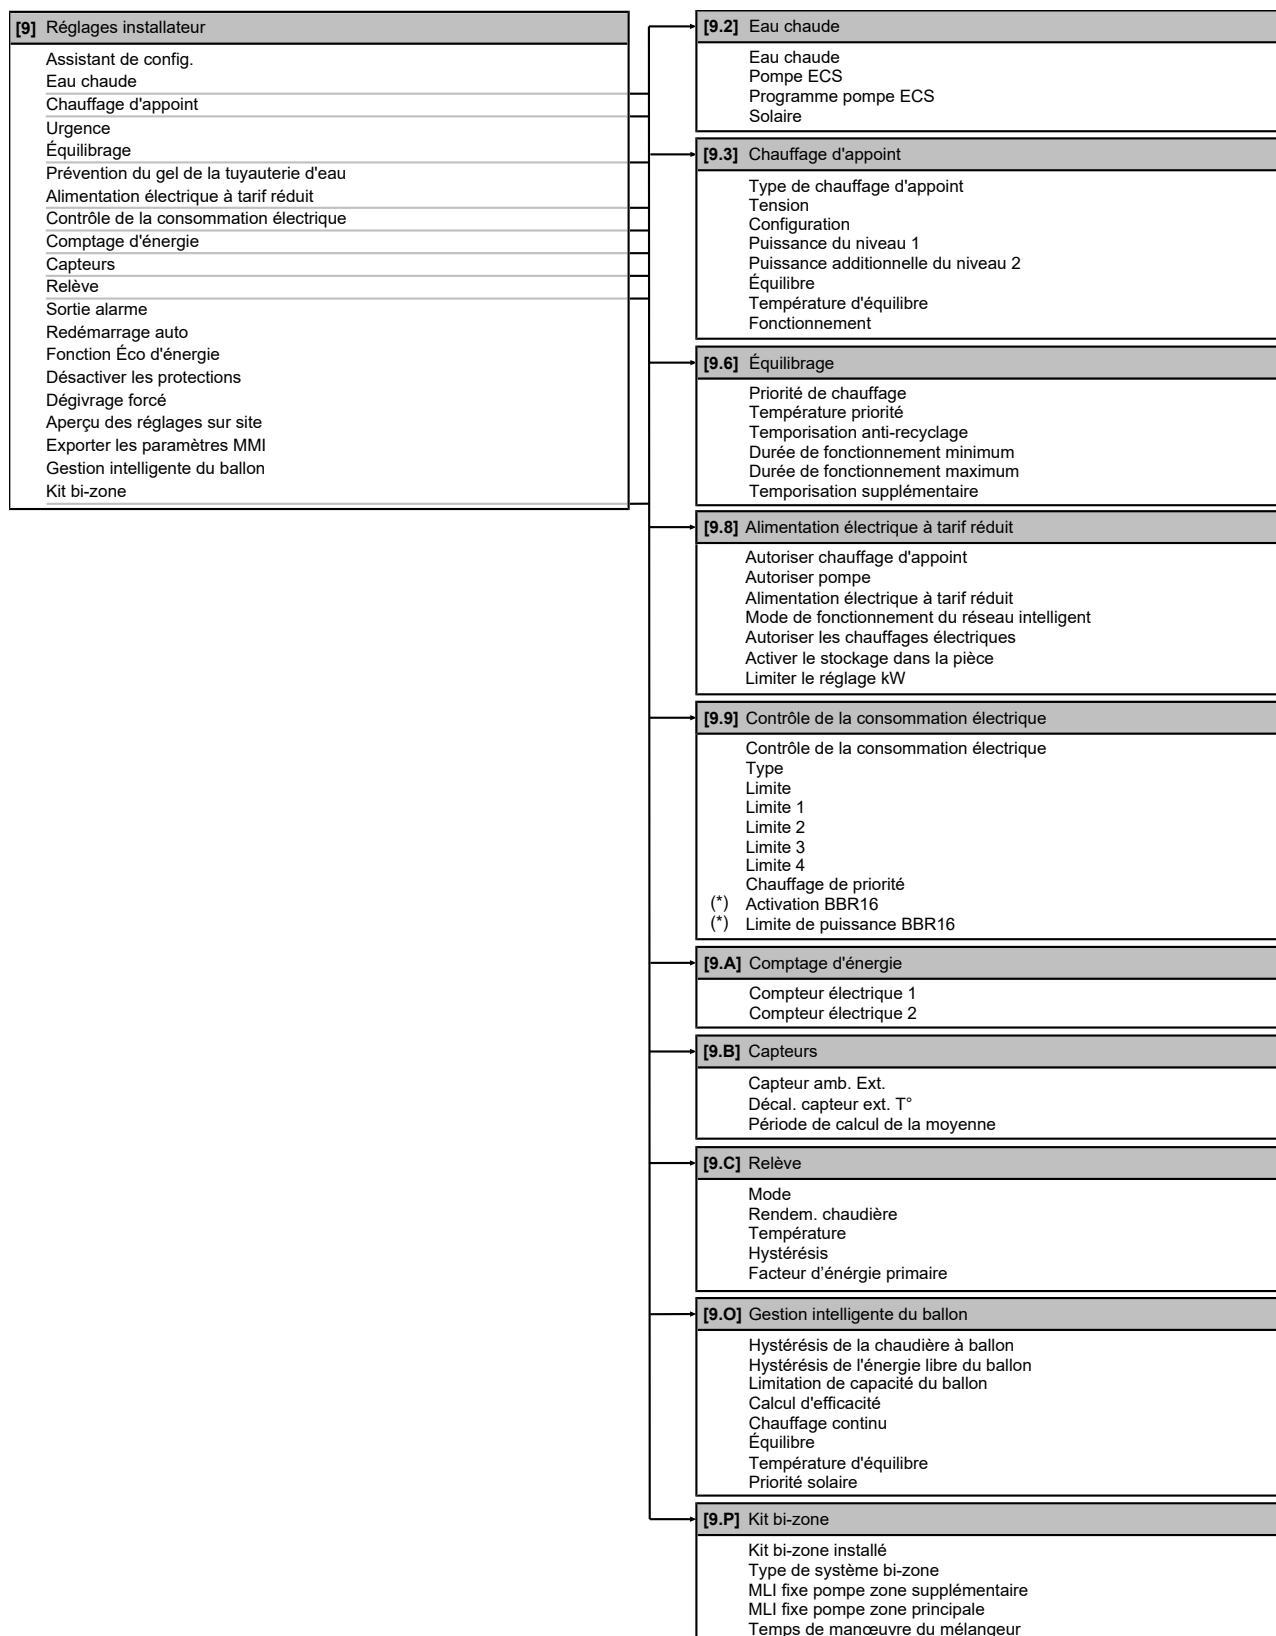 [9] Réglages installateur
Assistant de config.
Eau chaude
Chauffage d'appoint
Urgence
Équilibrage
Prévention du gel de la tuyauterie d'eau
Alimentation électrique à tarif réduit
Contrôle de la consommation électrique
Comptage d'énergie
Capteurs
Relève
Sortie alarme
Redémarrage auto
Fonction Éco d'énergie
Désactiver les protections
Dégivrage forcé
Aperçu des réglages sur site
Exporter les paramètres MMI
Gestion intelligente du ballon
Kit bi-zone
[9.2] Eau chaude
Eau chaude
Pompe ECS
Programme pompe ECS
Solaire
[9.3] Chauffage d'appoint
Type de chauffage d'appoint
Tension
Configuration
Puissance du niveau 1
Puissance additionnelle du niveau 2
Équilibre
Température d'équilibre
Fonctionnement
[9.6] Équilibrage
Priorité de chauffage
Température priorité
Temporisation anti-recyclage
Durée de fonctionnement minimum
Durée de fonctionnement maximum
Temporisation supplémentaire
[9.8] Alimentation électrique à tarif réduit
Autoriser chauffage d'appoint
Autoriser pompe
Alimentation électrique à tarif réduit
Mode de fonctionnement du réseau intelligent
Autoriser les chauffages électriques
Activer le stockage dans la pièce
Limiter le réglage kW
[9.9] Contrôle de la consommation électrique
Contrôle de la consommation électrique
Type
Limite
Limite 1
Limite 2
Limite 3
Limite 4
Chauffage de priorité
(*) Activation BBR16
(*) Limite de puissance BBR16
[9.A] Comptage d'énergie
Compteur électrique 1
Compteur électrique 2
[9.B] Capteurs
Capteur amb. Ext.
Décal. capteur ext. T°
Période de calcul de la moyenne
[9.C] Relève
Mode
Rendem. chaudière
Température
Hystérésis
Facteur d’énérgie primaire
[9.O] Gestion intelligente du ballon
Hystérésis de la chaudière à ballon
Hystérésis de l'énergie libre du ballon
Limitation de capacité du ballon
Calcul d'efficacité
Chauffage continu
Équilibre
Température d'équilibre
Priorité solaire
[9.P] Kit bi-zone
Kit bi-zone installé
Type de système bi-zone
MLI fixe pompe zone supplémentaire
MLI fixe pompe zone principale
Temps de manœuvre du mélangeur